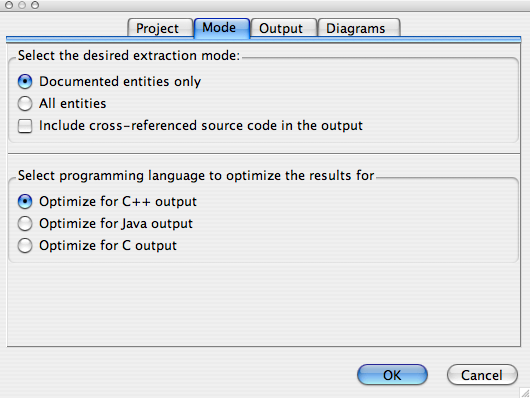 Project Mode Output Diagrams
Select the desired extraction mode:
Documented entities only
All entities
Include cross-referenced source code in the output
Select programming language to optimize the results for
Optimize for C++ output
Optimize for Java output
Optimize for C output
OK Cancel